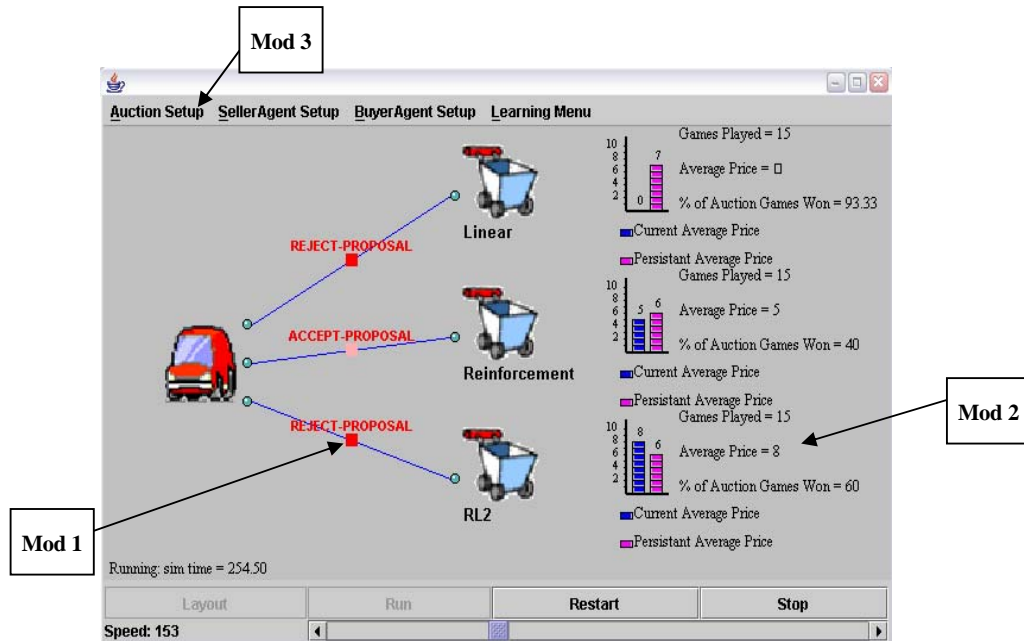 Mod 3
Auction Setup SellerAgent Setup BuyerAgent Setup Learning Menu
REJECT-PROPOSAL
Linear
10
8
6
4
2
0
7
Games Played = 15
Average Price = 
% of Auction Games Won = 93.33
Current Average Price
Persistant Average Price
ACCEPT-PROPOSAL
Reinforcement
10
8
6
4
2
5
6
Games Played = 15
Average Price = 5
% of Auction Games Won = 40
Current Average Price
Persistant Average Price
REJECT-PROPOSAL
RL2
10
8
6
4
2
8
6
Games Played = 15
Average Price = 8
% of Auction Games Won = 60
Current Average Price
Persistant Average Price
Mod 2
Mod 1
Running: sim time = 254.50
Layout Run Restart Stop
Speed: 153